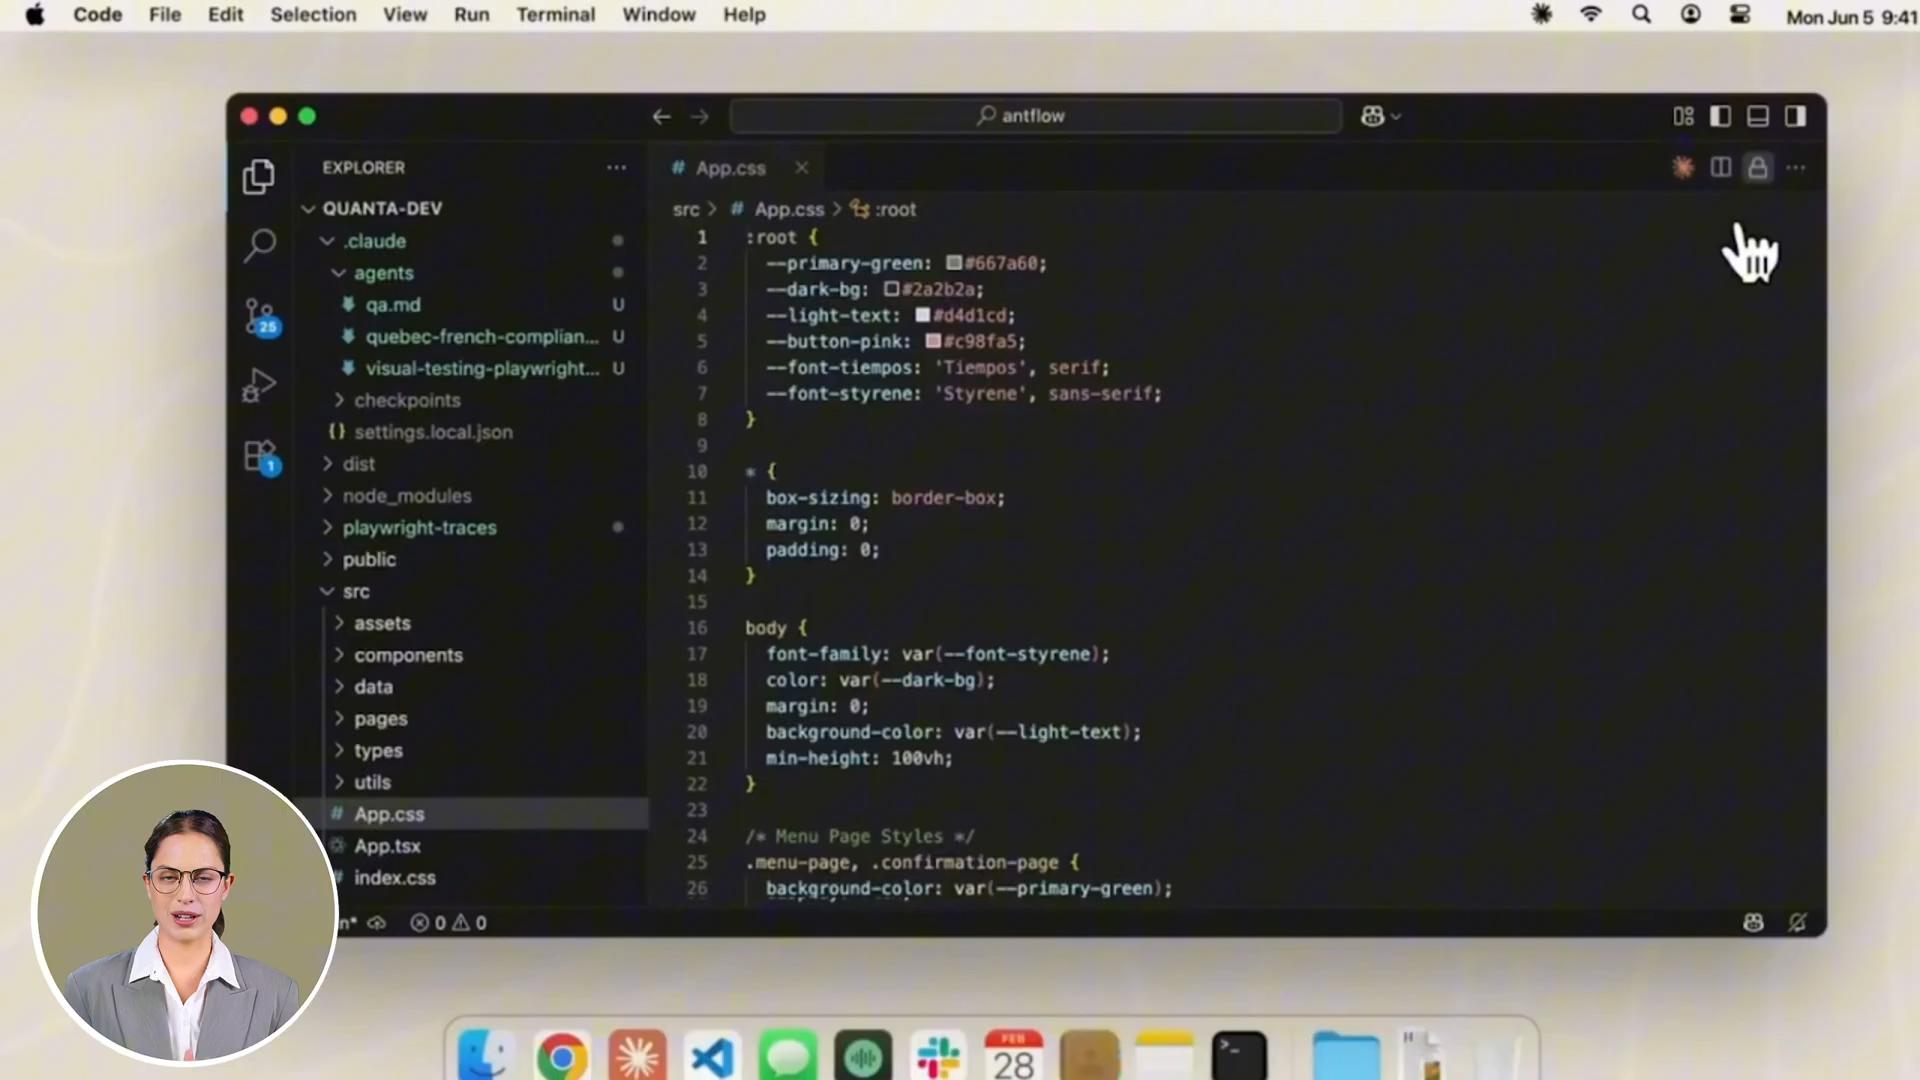 Code File Edit Selection View Run Terminal Window Help Mon Jun 5 9:41
antflow
EXPLORER
QUANTA-DEV
.claude
agents
qa.md U
quebec-french-complian... U
visual-testing-playwright... U
checkpoints
{} settings.local.json
dist
node_modules
playwright-traces
public
src
assets
components
data
pages
types
utils
# App.css
App.tsx
# index.css
25
1
# App.css
src > # App.css > :root
1 :root {
2 --primary-green: #667a60;
3 --dark-bg: #2a2b2a;
4 --light-text: #d4d1cd;
5 --button-pink: #c98fa5;
6 --font-tiempos: 'Tiempos', serif;
7 --font-styrene: 'Styrene', sans-serif;
8 }
9
10 * {
11 box-sizing: border-box;
12 margin: 0;
13 padding: 0;
14 }
15
16 body {
17 font-family: var(--font-styrene);
18 color: var(--dark-bg);
19 margin: 0;
20 background-color: var(--light-text);
21 min-height: 100vh;
22 }
23
24 /* Menu Page Styles */
25 .menu-page, .confirmation-page {
26 background-color: var(--primary-green);
n* 0 0
FEB
28